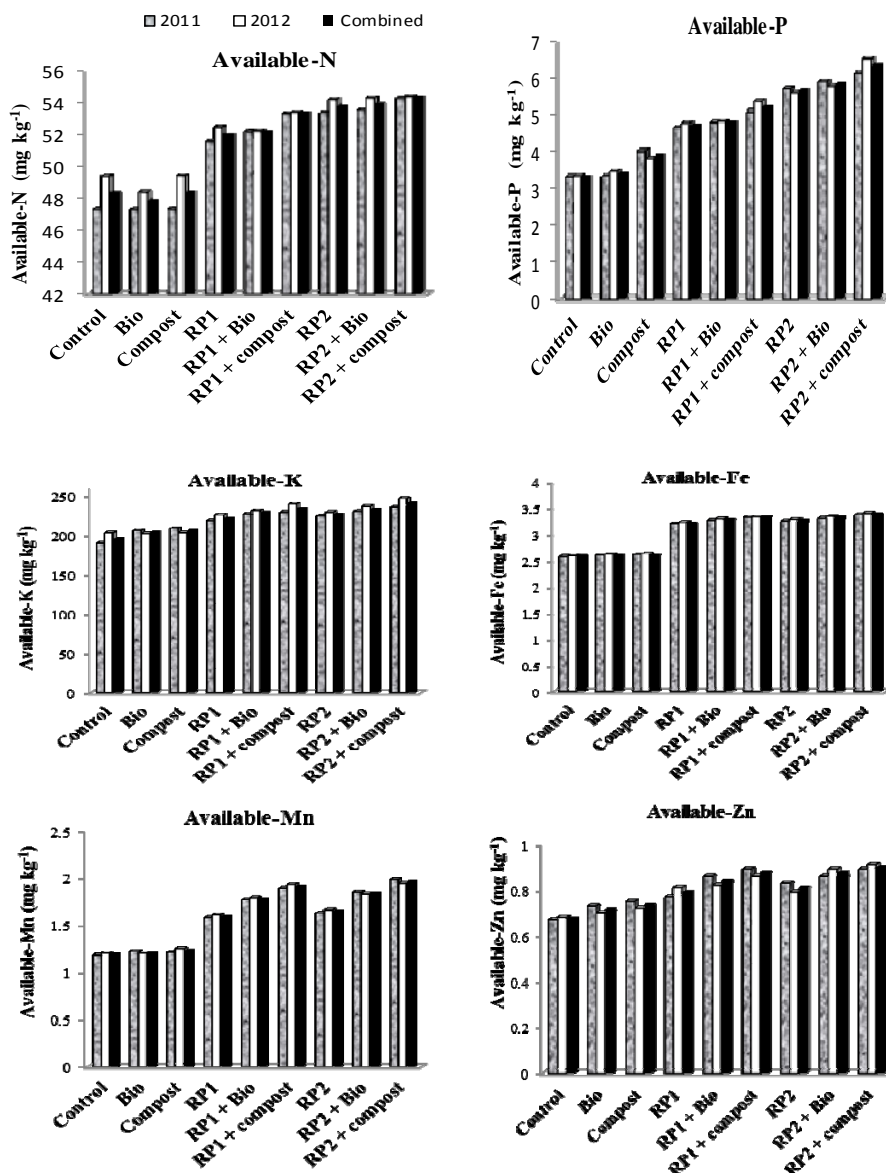 2011 2012 Combined
Available-N
Available-N (mg kg-1)
56
54
52
50
48
46
44
42
Control
Bio
Compost
RP1
RP1 + Bio
RP1 + compost
RP2
RP2 + Bio
RP2 + compost
Available-P
Available-P (mg kg-1)
7
6
5
4
3
2
1
0
Control
Bio
Compost
RP1
RP1 + Bio
RP1 + compost
RP2
RP2 + Bio
RP2 + compost
Available-K
Available-K (mg kg-1)
250
200
150
100
50
0
Control
Bio
Compost
RP1
RP1 + Bio
RP1 + compost
RP2
RP2 + Bio
RP2 + compost
Available-Fe
Available-Fe (mg kg-1)
4
3.5
3
2.5
2
1.5
1
0.5
0
Control
Bio
Compost
RP1
RP1 + Bio
RP1 + compost
RP2
RP2 + Bio
RP2 + compost
Available-Mn
Available-Mn (mg kg-1)
2.5
2
1.5
1
0.5
0
Control
Bio
Compost
RP1
RP1 + Bio
RP1 + compost
RP2
RP2 + Bio
RP2 + compost
Available-Zn
Available-Zn (mg kg-1)
1
0.8
0.6
0.4
0.2
0
Control
Bio
Compost
RP1
RP1 + Bio
RP1 + compost
RP2
RP2 + Bio
RP2 + compost